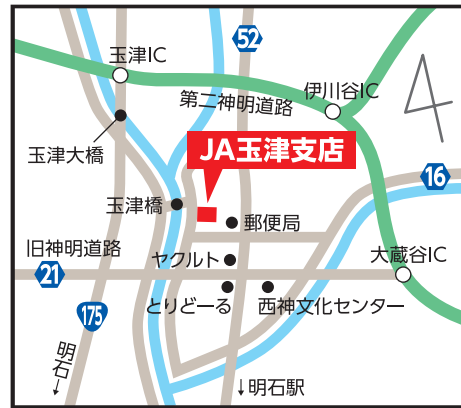 52
玉津IC
第二神明道路
伊川谷IC
4
玉津大橋
JA玉津支店
16
玉津橋
郵便局
旧神明道路
ヤクルト
大蔵谷IC
21
とりどーる
西神文化センター
175
明石
↓
↓明石駅